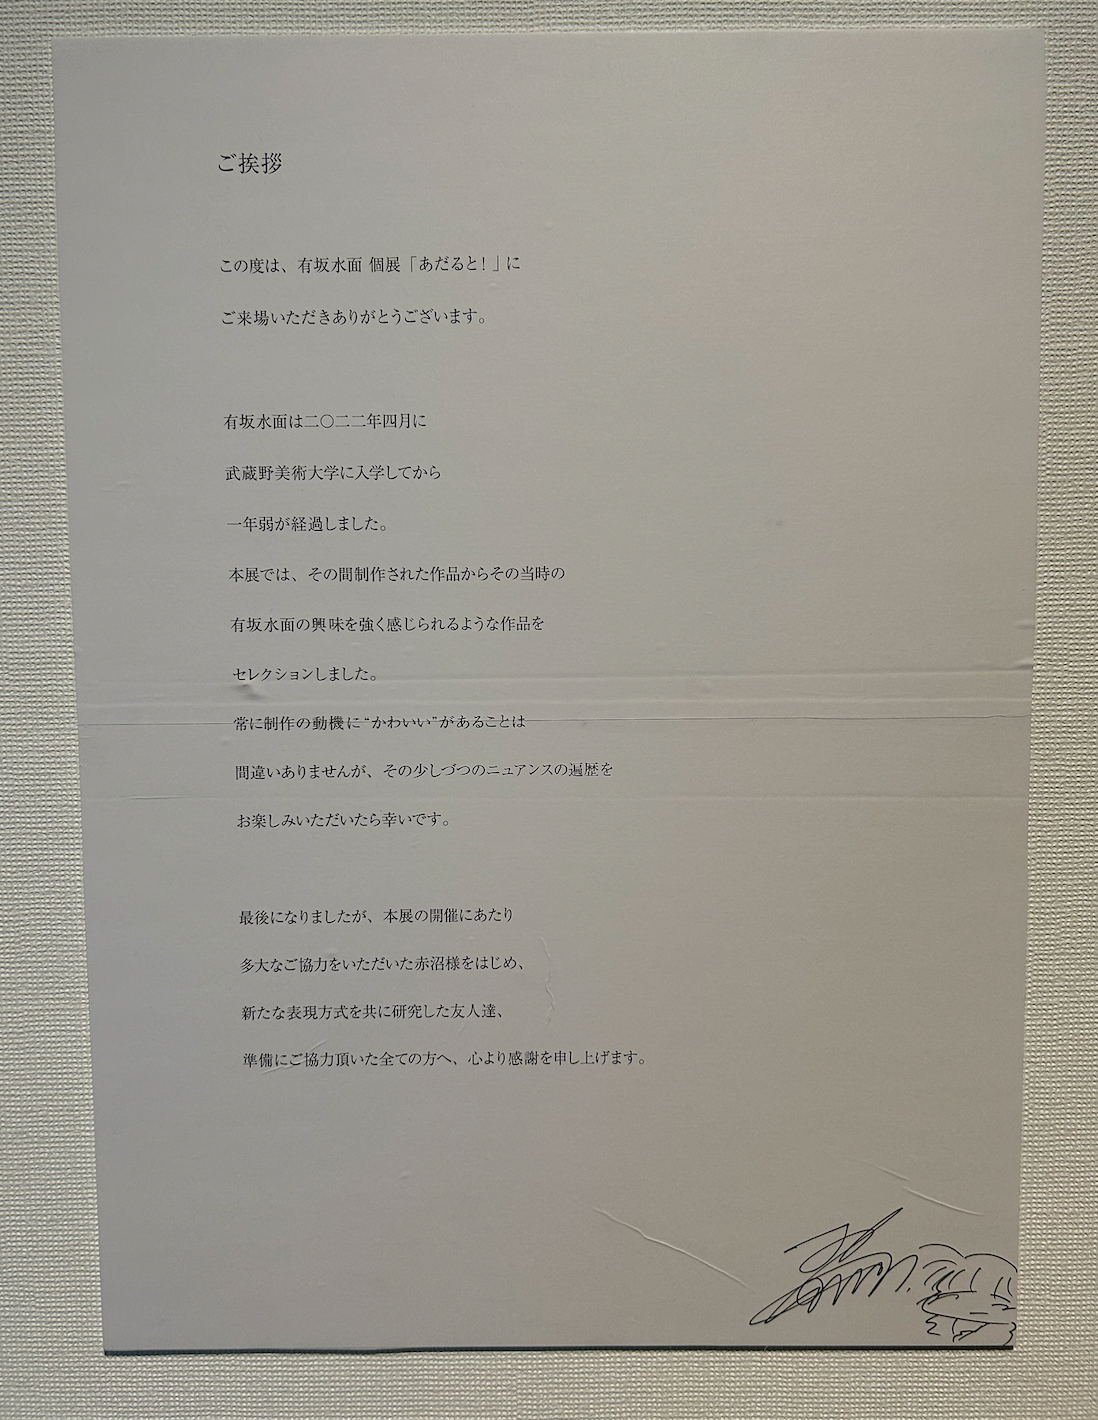 ご挨拶
この度は、有坂水面 個展「あだると!」に
ご来場いただきありがとうございます。
有坂水面は二〇二二年四月に
武蔵野美術大学に入学してから
一年弱が経過しました。
本展では、その間制作された作品からその当時の
有坂水面の興味を強く感じられるような作品を
セレクションしました。
常に制作の動機に“かわいい”があることは
間違いありませんが、その少しづつのニュアンスの遍歴を
お楽しみいただいたら幸いです。
最後になりましたが、本展の開催にあたり
多大なご協力をいただいた赤沼様をはじめ、
新たな表現方式を共に研究した友人達、
準備にご協力頂いた全ての方へ、心より感謝を申し上げます。